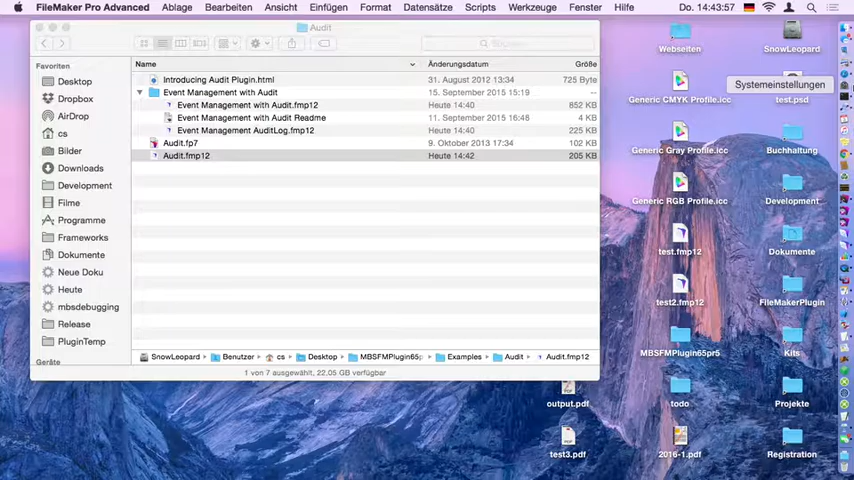 FileMaker Pro Advanced Ablage Bearbeiten Ansicht Einfügen Format Datensätze Scripts Werkzeuge Fenster Hilfe Do. 14:43:57
Audit
Suchen
Favoriten
Desktop
Dropbox
AirDrop
cs
Bilder
Downloads
Development
Filme
Programme
Frameworks
Dokumente
Neue Doku
Heute
mbsdebugging
Release
PluginTemp
Geräte
Name Änderungsdatum Größe
Introducing Audit Plugin.html 31. August 2012 13:34 725 Byte
Event Management with Audit 15. September 2015 15:19 --
Event Management with Audit.fmp12 Heute 14:40 852 KB
Event Management with Audit Readme 11. September 2015 16:48 4 KB
Event Management AuditLog.fmp12 Heute 14:40 225 KB
Audit.fp7 9. Oktober 2013 17:34 102 KB
Audit.fmp12 Heute 14:42 205 KB
SnowLeopard Benutzer cs Desktop MBSFMPlugin65p Examples Audit Audit.fmp12
1 von 7 ausgewählt, 22,05 GB verfügbar
Webseiten
SnowLeopard
Systemeinstellungen
Generic CMYK Profile.icc
test.psd
Generic Gray Profile.icc
Buchhaltung
Generic RGB Profile.icc
Development
test.fmp12
Dokumente
test2.fmp12
FileMakerPlugin
MBSFMPlugin65pr5
Kits
output.pdf
todo
Projekte
test3.pdf
2016-1.pdf
Registration